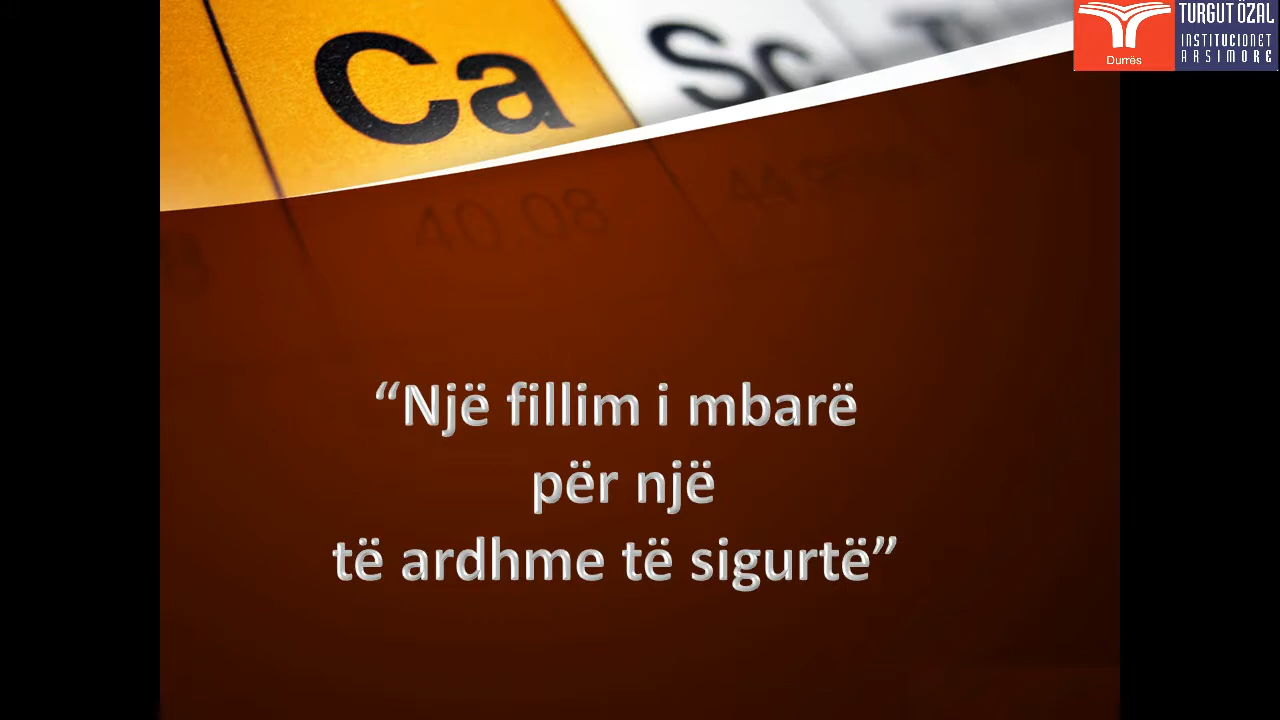 Ca
Sc
40.08
TURGUT ÖZAL
INSTITUCIONET
ARSIMORE
Durrës
“Një fillim i mbarë
për një
të ardhme të sigurtë”